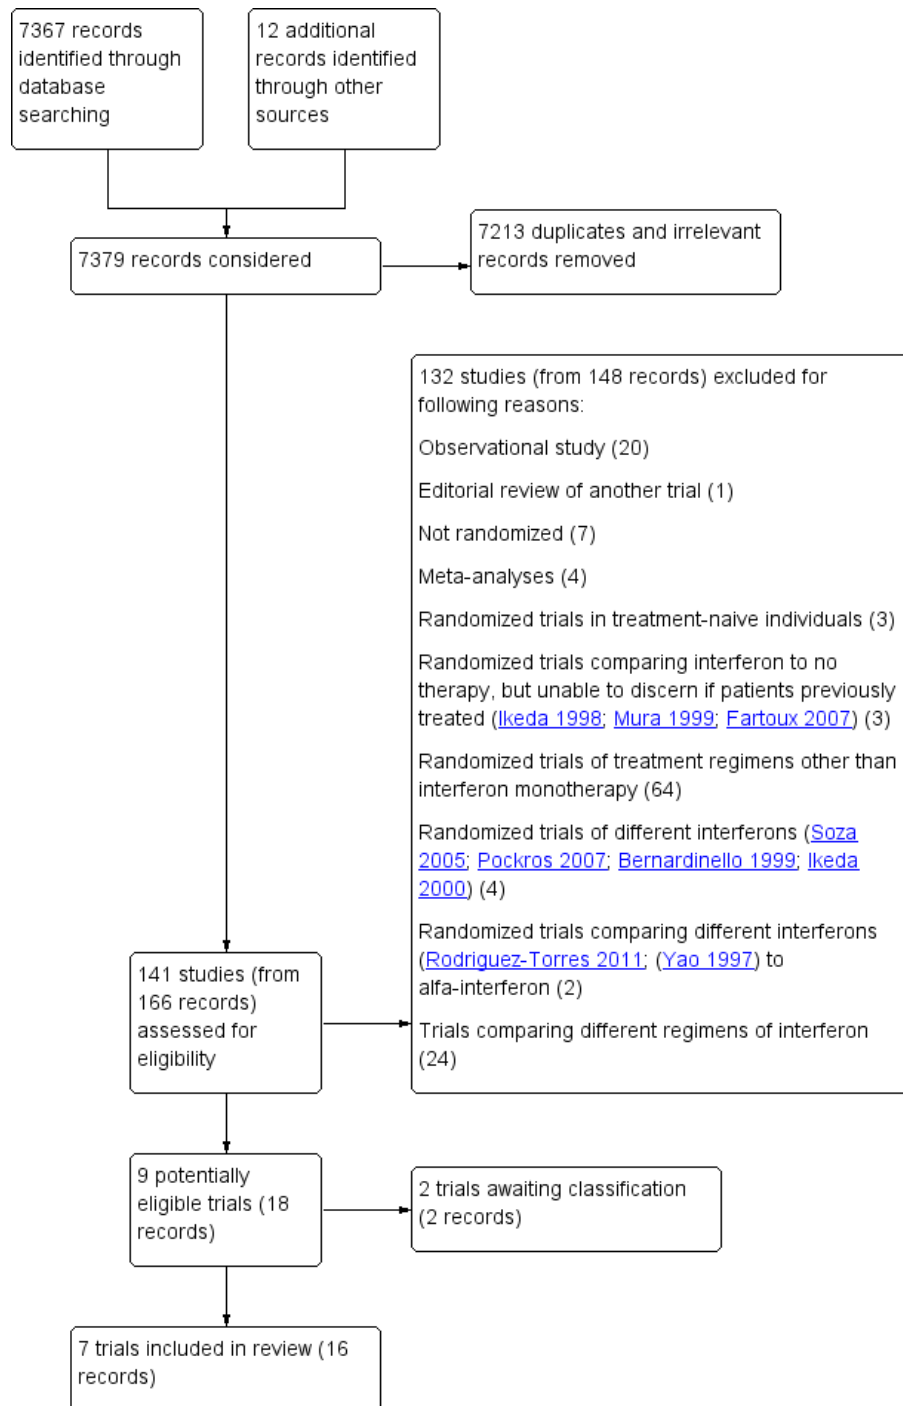 7367 records
identified through
database
searching
12 additional
records identified
through other
sources
7379 records considered
7213 duplicates and irrelevant
records removed
132 studies (from 148 records) excluded for
following reasons:
Observational study (20)
Editorial review of another trial (1)
Not randomized (7)
Meta-analyses (4)
Randomized trials in treatment-naive individuals (3)
Randomized trials comparing interferon to no
therapy, but unable to discern if patients previously
treated (Ikeda 1998; Mura 1999; Fartoux 2007) (3)
Randomized trials of treatment regimens other than
interferon monotherapy (64)
Randomized trials of different interferons (Soza
2005; Pockros 2007; Bernardinello 1999; Ikeda
2000) (4)
Randomized trials comparing different interferons
(Rodriguez-Torres 2011; (Yao 1997) to
alfa-interferon (2)
Trials comparing different regimens of interferon
(24)
141 studies (from
166 records)
assessed for
eligibility
9 potentially
eligible trials (18
records)
2 trials awaiting classification
(2 records)
7 trials included in review (16
records)